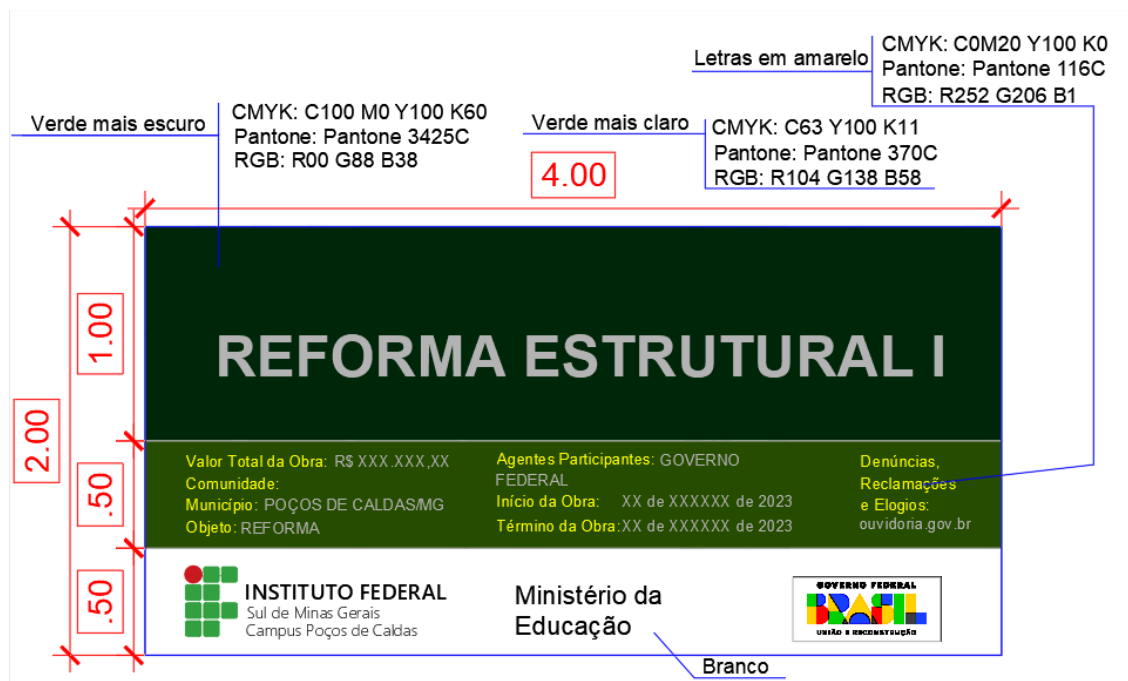 Letras em amarelo
CMYK: C0M20 Y100 K0
Pantone: Pantone 116C
RGB: R252 G206 B1
Verde mais escuro
CMYK: C100 M0 Y100 K60
Pantone: Pantone 3425C
RGB: R00 G88 B38
Verde mais claro
CMYK: C63 Y100 K11
Pantone: Pantone 370C
RGB: R104 G138 B58
4.00
2.00
1.00
.50
.50
REFORMA ESTRUTURAL I
Valor Total da Obra: R$ XXX.XXX,XX
Comunidade:
Município: POÇOS DE CALDAS/MG
Objeto: REFORMA
Agentes Participantes: GOVERNO
FEDERAL
Início da Obra: XX de XXXXXX de 2023
Término da Obra: XX de XXXXXX de 2023
Denúncias,
Reclamações
e Elogios:
ouvidoria.gov.br
INSTITUTO FEDERAL
Sul de Minas Gerais
Campus Poços de Caldas
Ministério da
Educação
GOVERNO FEDERAL
BRASIL
UNIÃO E RECONSTRUÇÃO
Branco